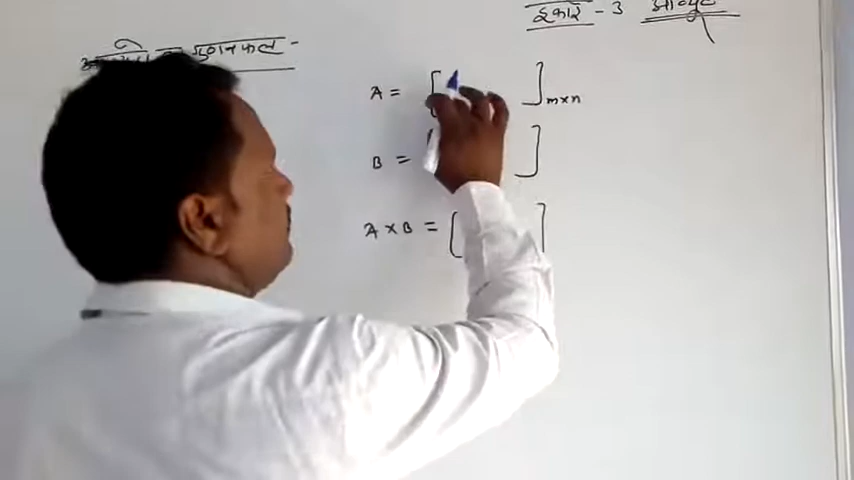 इकाई - 3 आव्यूह
गुणनफल -
A = [ ]m×n
B = [ ]
A × B = [ ]